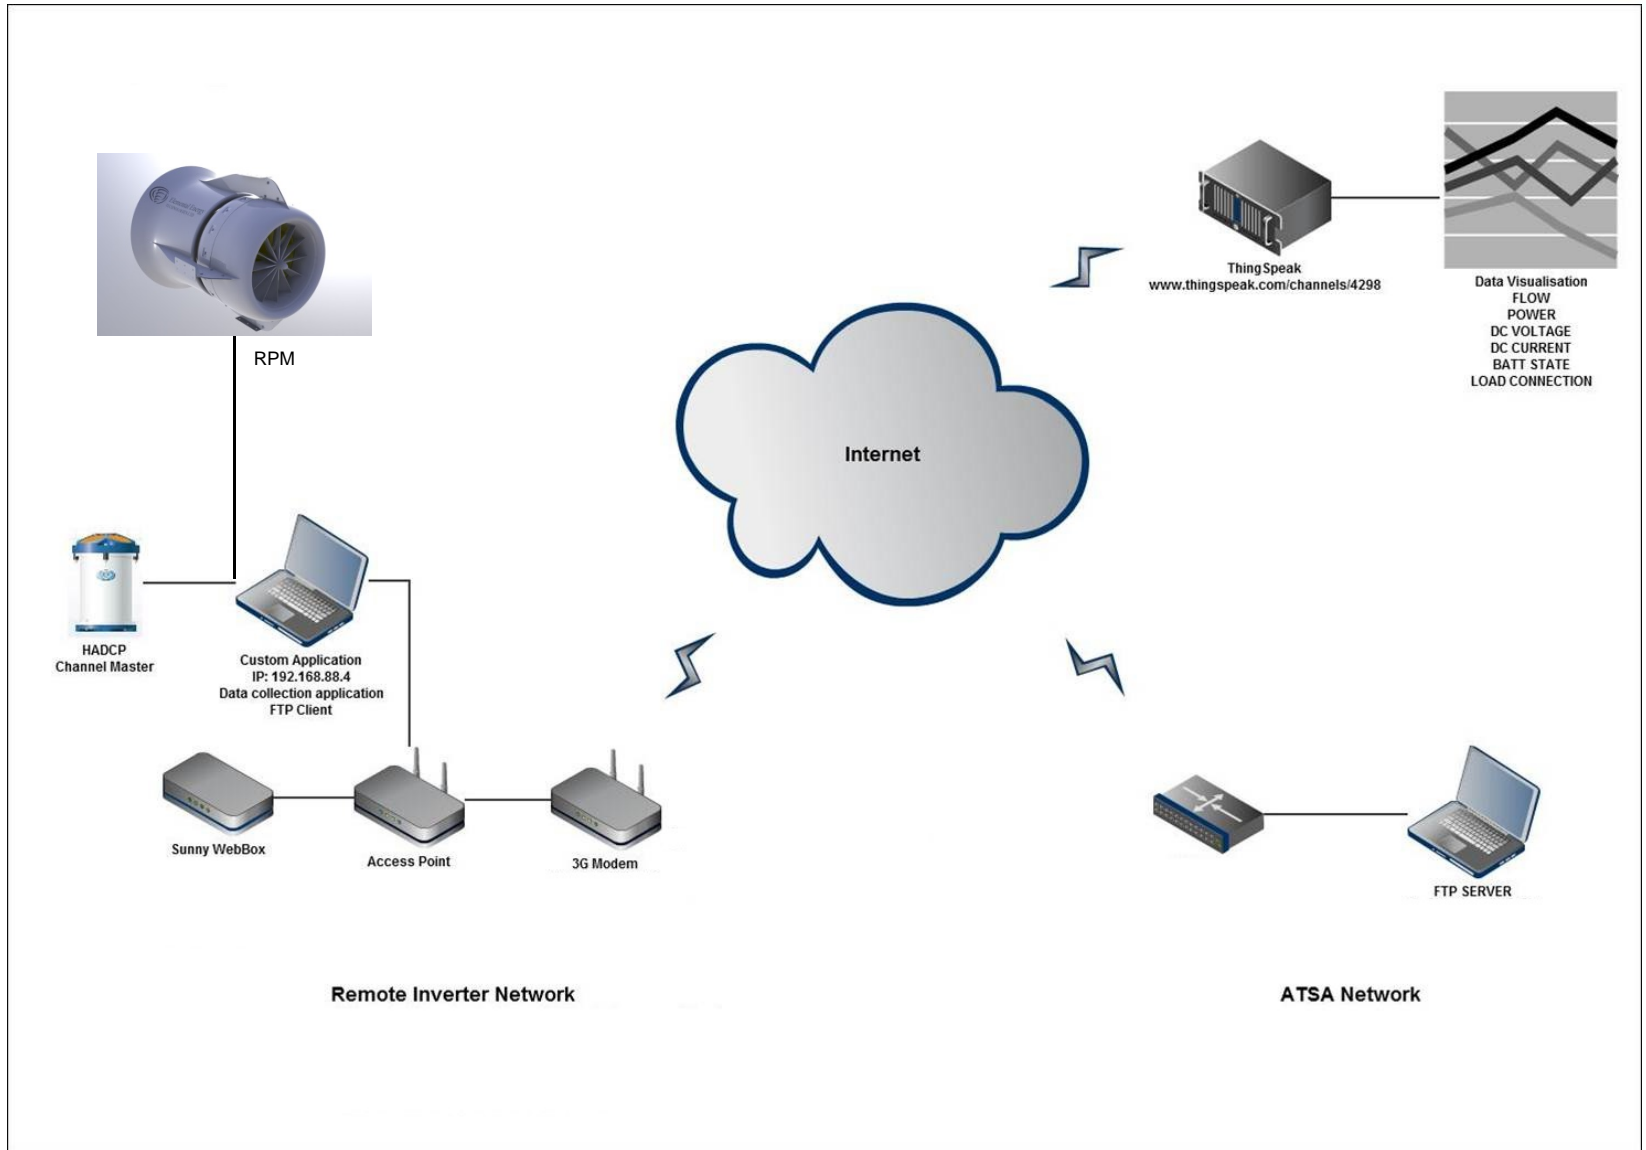 RPM
HADCP
Channel Master
Custom Application
IP: 192.168.88.4
Data collection application
FTP Client
Sunny WebBox
Access Point
3G Modem
Remote Inverter Network
Internet
ThingSpeak
www.thingspeak.com/channels/4298
Data Visualisation
FLOW
POWER
DC VOLTAGE
DC CURRENT
BATT STATE
LOAD CONNECTION
FTP SERVER
ATSA Network